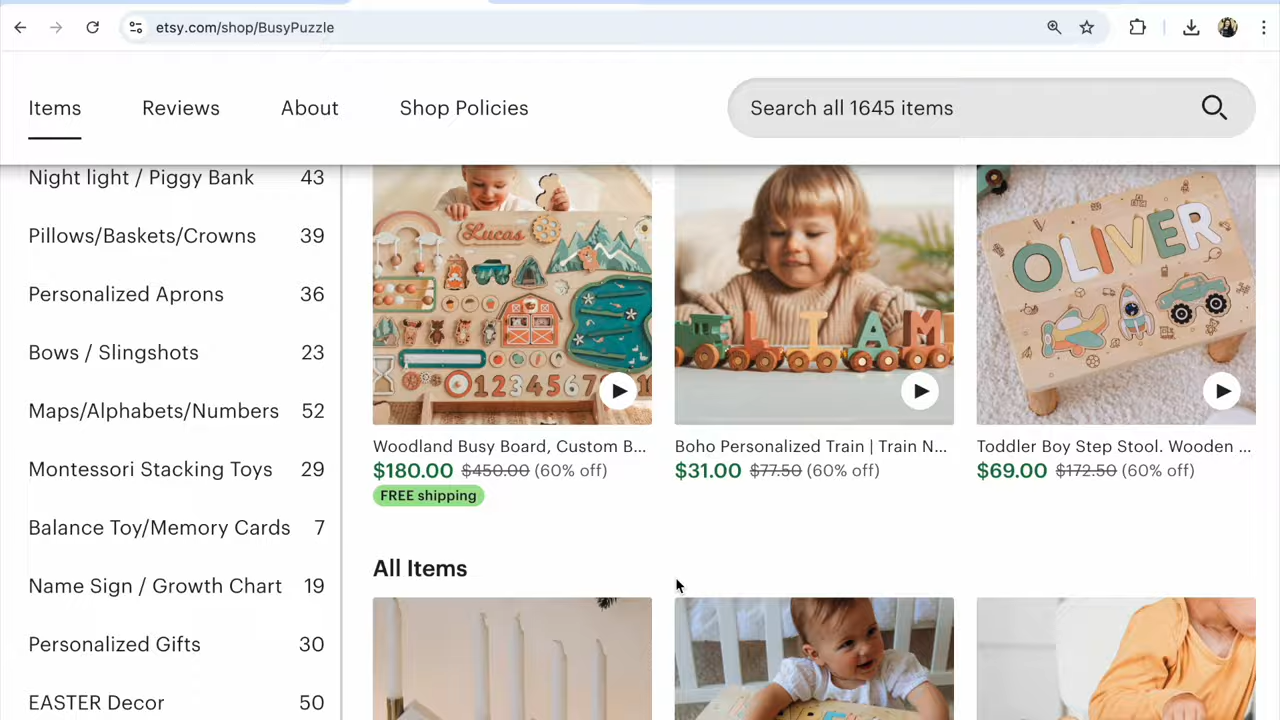 etsy.com/shop/BusyPuzzle
Items
Reviews
About
Shop Policies
Search all 1645 items
Night light / Piggy Bank 43
Pillows/Baskets/Crowns 39
Personalized Aprons 36
Bows / Slingshots 23
Maps/Alphabets/Numbers 52
Montessori Stacking Toys 29
Balance Toy/Memory Cards 7
Name Sign / Growth Chart 19
Personalized Gifts 30
EASTER Decor 50
Lucas
1234567
LIAM
OLIVER
Woodland Busy Board, Custom B...
$180.00 $450.00 (60% off)
FREE shipping
Boho Personalized Train | Train N...
$31.00 $77.50 (60% off)
Toddler Boy Step Stool. Wooden ...
$69.00 $172.50 (60% off)
All Items